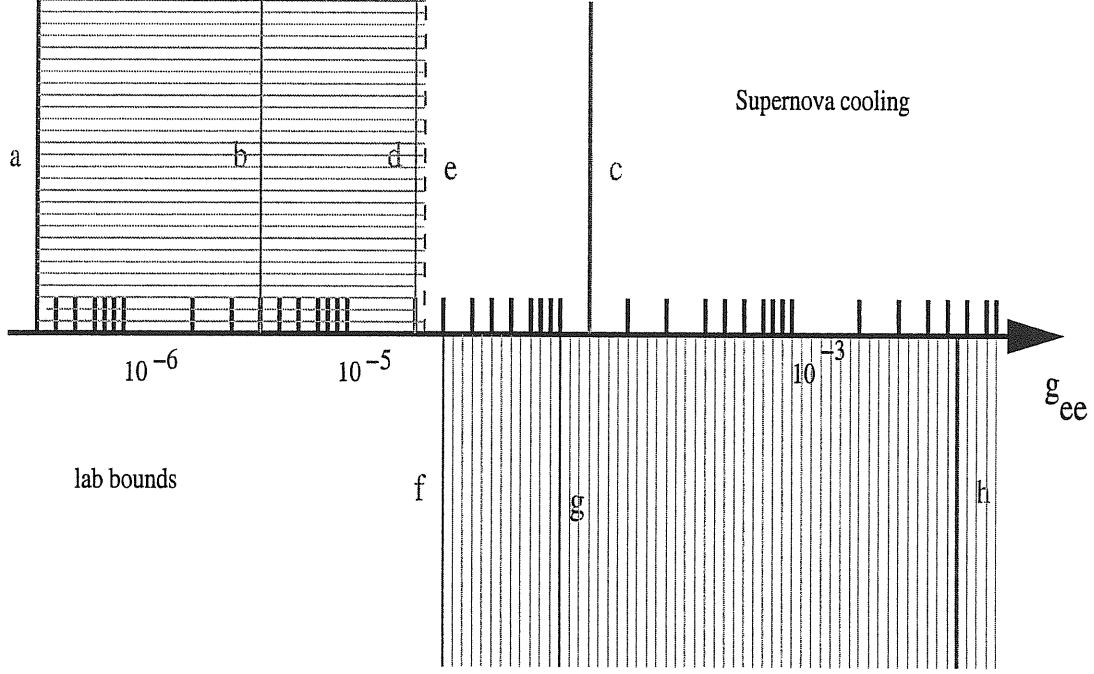 Supernova cooling
a b d e c
10^-6 10^-5 10^-3
g_ee
lab bounds
f g h